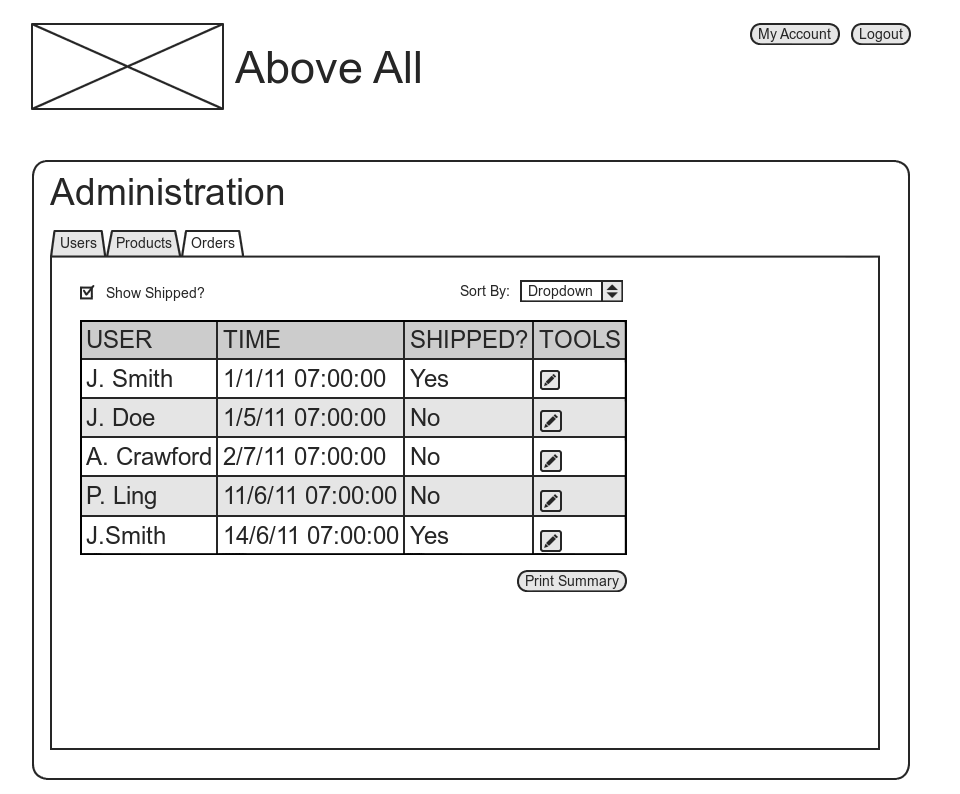 Above All
My Account Logout
Administration
Users Products Orders
Show Shipped? Sort By: Dropdown
USER TIME SHIPPED? TOOLS
J. Smith 1/1/11 07:00:00 Yes
J. Doe 1/5/11 07:00:00 No
A. Crawford 2/7/11 07:00:00 No
P. Ling 11/6/11 07:00:00 No
J.Smith 14/6/11 07:00:00 Yes
Print Summary